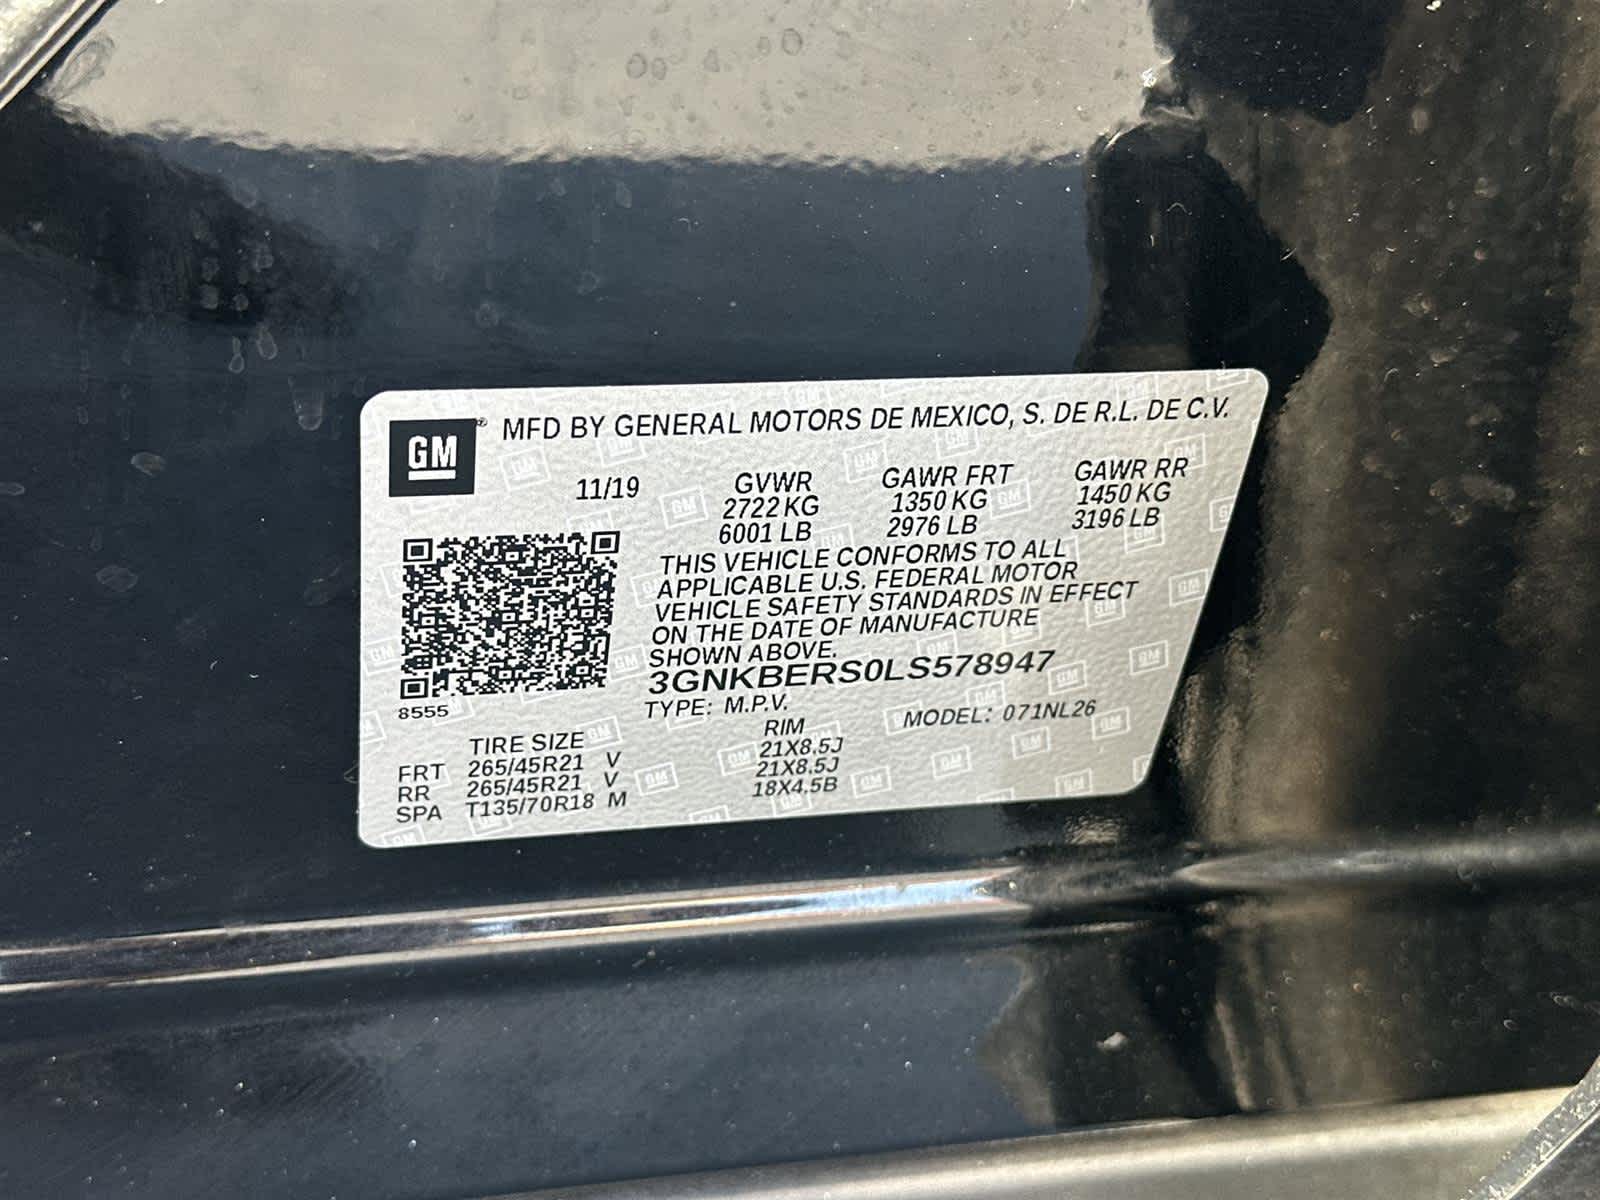 GM ® MFD BY GENERAL MOTORS DE MEXICO, S. DE R.L. DE C.V.
11/19 GVWR GAWR FRT GAWR RR
2722 KG 1350 KG 1450 KG
6001 LB 2976 LB 3196 LB
THIS VEHICLE CONFORMS TO ALL
APPLICABLE U.S. FEDERAL MOTOR
VEHICLE SAFETY STANDARDS IN EFFECT
ON THE DATE OF MANUFACTURE
SHOWN ABOVE.
3GNKBERS0LS578947
8555 TYPE: M.P.V. MODEL: 071NL26
TIRE SIZE RIM
FRT 265/45R21 V 21X8.5J
RR 265/45R21 V 21X8.5J
SPA T135/70R18 M 18X4.5B